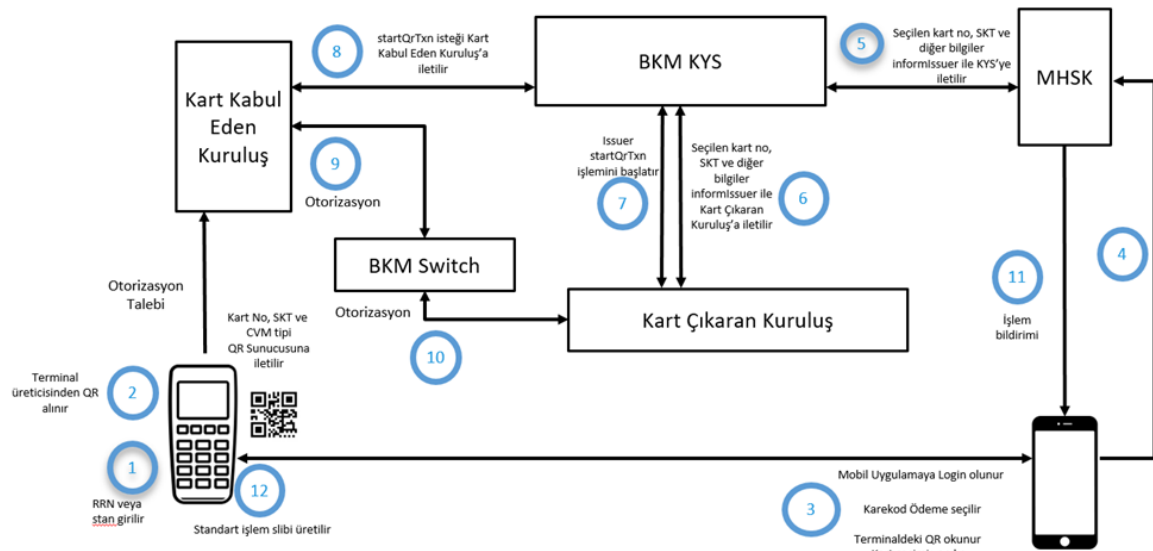 8
startQrTxn isteği Kart
Kabul Eden Kuruluş'a
iletilir
BKM KYS
5
Seçilen kart no, SKT ve
diğer bilgiler
informIssuer ile KYS'ye
iletilir
MHSK
Kart Kabul
Eden
Kuruluş
9
Otorizasyon
Issuer
startQrTxn
işlemini başlatır
7
Seçilen kart no,
SKT ve diğer
bilgiler
informIssuer ile
Kart Çıkaran
Kuruluş'a iletilir
6
4
BKM Switch
Otorizasyon
10
Kart Çıkaran Kuruluş
11
İşlem
bildirimi
Otorizasyon
Talebi
Kart No, SKT ve
CVM tipi
QR Sunucusuna
iletilir
Terminal
üreticisinden QR
alınır
2
1
RRN veya
stan girilir
12
Standart işlem slibi üretilir
Mobil Uygulamaya Login olunur
3
Karekod Ödeme seçilir
Terminaldeki QR okunur